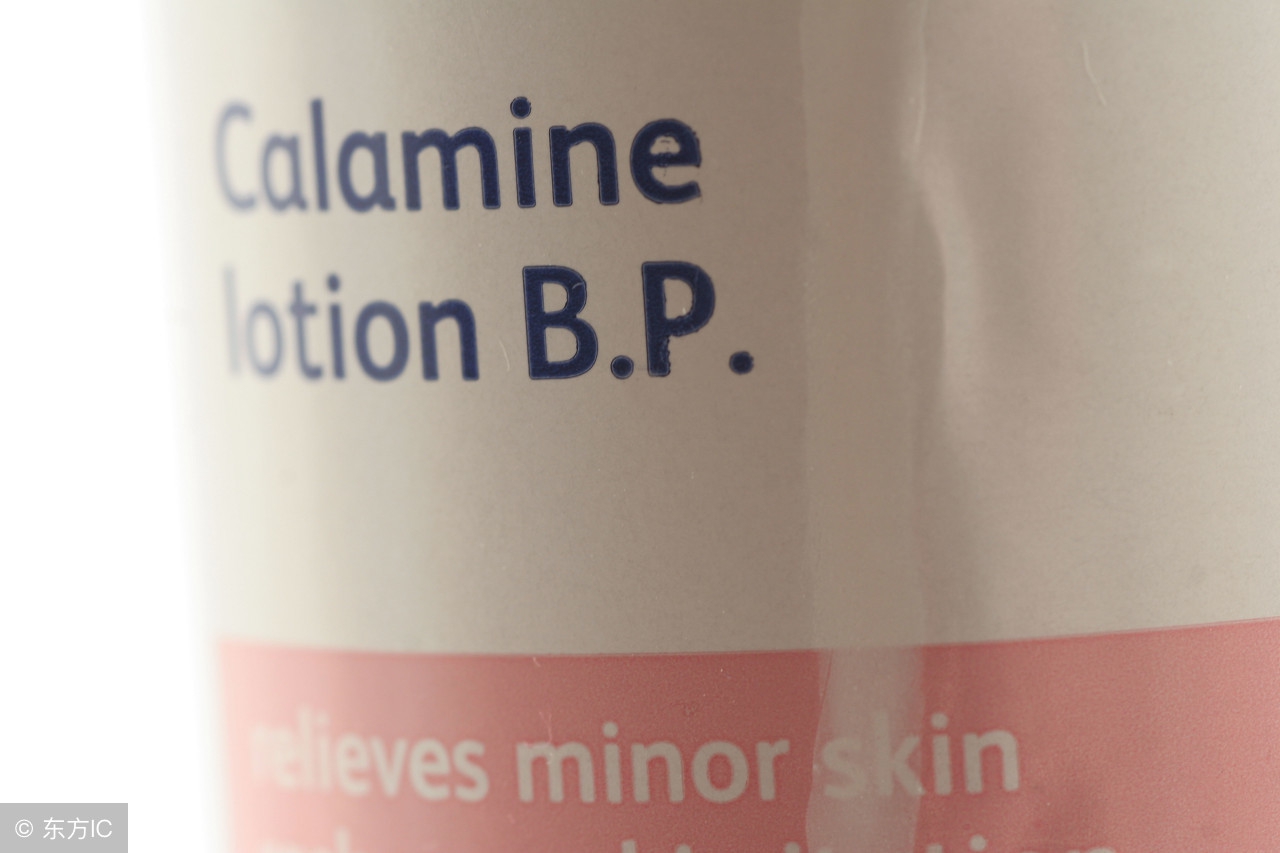 Calamine
lotion B.P.
relieves minor skin
© 东方IC